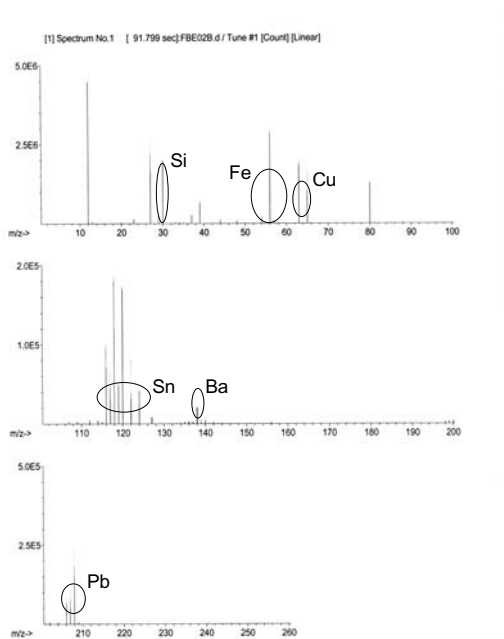 [1] Spectrum No.1 [ 91.799 sec]:FBE02B.d / Tune #1 [Count] [Linear]
5.0E6
2.5E6
Si
Fe
Cu
m/z-> 10 20 30 40 50 60 70 80 90 100
2.0E5
1.0E5
Sn
Ba
m/z-> 110 120 130 140 150 160 170 180 190 200
5.0E5
2.5E5
Pb
m/z-> 210 220 230 240 250 260